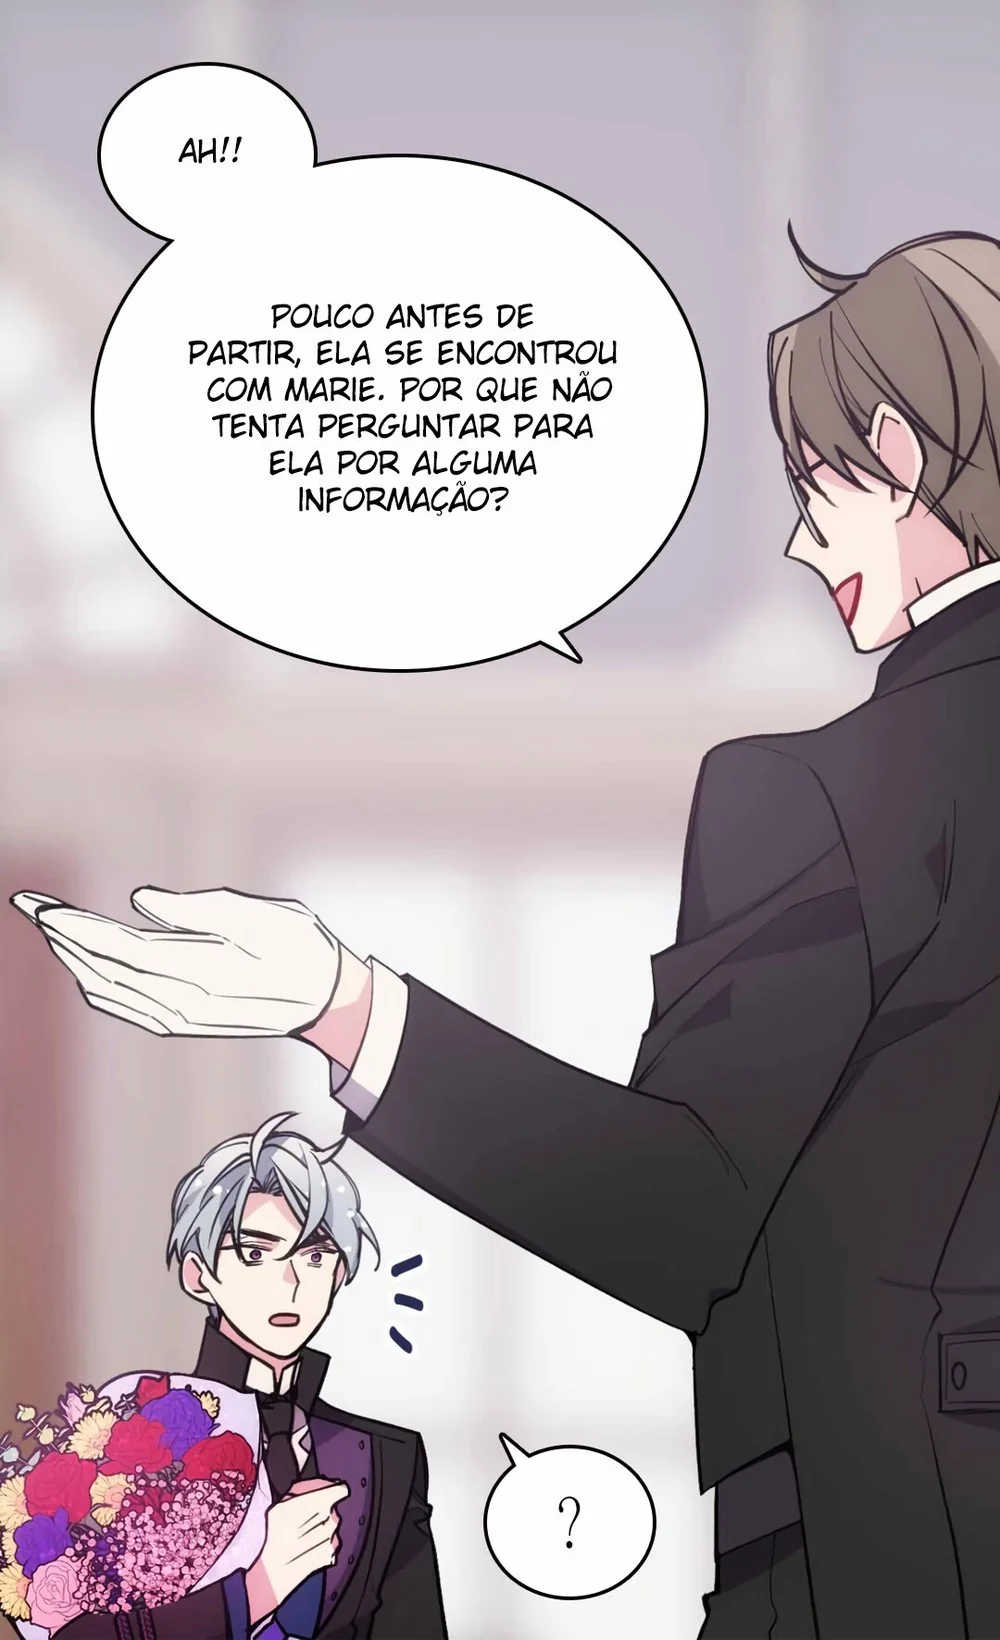 AH!!
POUCO ANTES DE
PARTIR, ELA SE ENCONTROU
COM MARIE. POR QUE NÃO
TENTA PERGUNTAR PARA
ELA POR ALGUMA
INFORMAÇÃO?
?